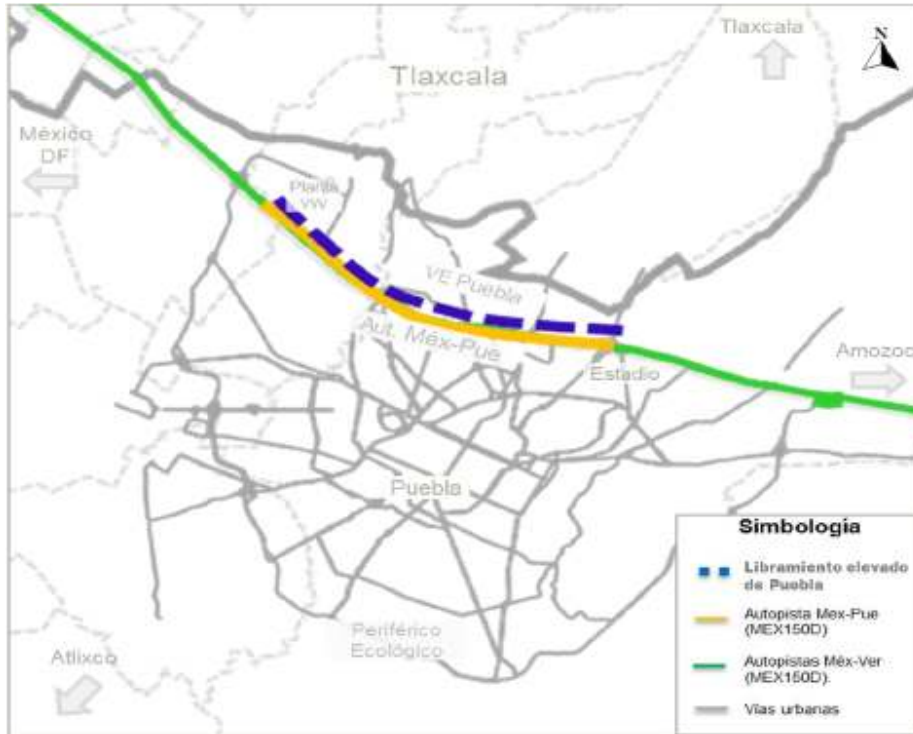 Tlaxcala
N
Tlaxcala
México
DF
Planta
VW
VE Puebla
Aut. Méx-Pue
Estadio
Amozoc
Puebla
Periférico
Ecológico
Atlixco
Simbología
Libramiento elevado
de Puebla
Autopista Mex-Pue
(MEX150D)
Autopistas Méx-Ver
(MEX150D).
Vías urbanas